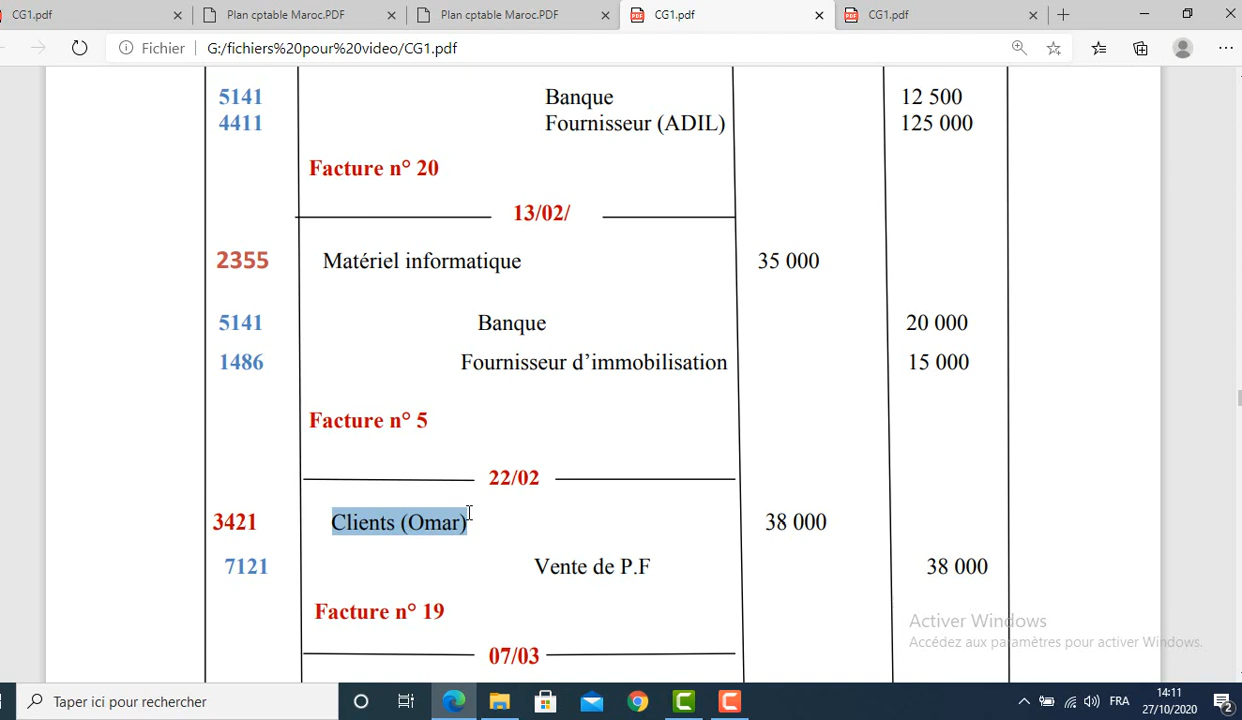 CG1.pdf
Plan cptable Maroc.PDF
Plan cptable Maroc.PDF
CG1.pdf
CG1.pdf
Fichier G:/fichiers%20pour%20video/CG1.pdf
5141 Banque 12 500
4411 Fournisseur (ADIL) 125 000
Facture n° 20
13/02/
2355 Matériel informatique 35 000
5141 Banque 20 000
1486 Fournisseur d’immobilisation 15 000
Facture n° 5
22/02
3421 Clients (Omar) 38 000
7121 Vente de P.F 38 000
Facture n° 19
07/03
Activer Windows
Accédez aux paramètres pour activer Windows.
Taper ici pour rechercher
FRA
14:11
27/10/2020
2